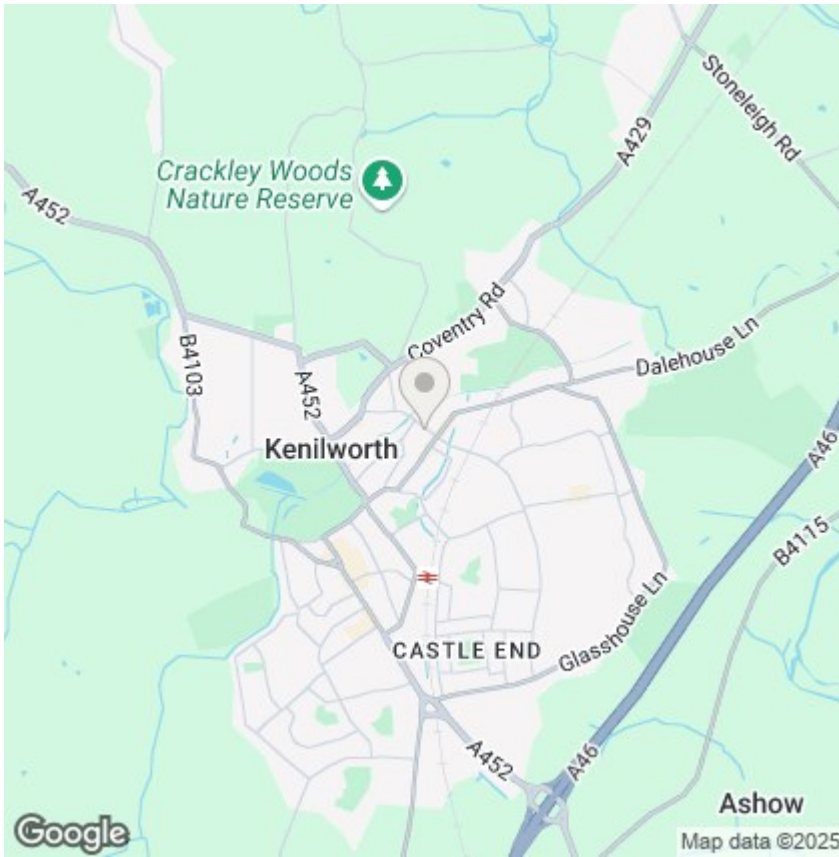 Stoneleigh Rd
A429
Crackley Woods
Nature Reserve
A452
Coventry Rd
Dalehouse Ln
B4103
A452
Kenilworth
A46
B4115
Glasshouse Ln
CASTLE END
A452
A46
Ashow
Google
Map data ©2025